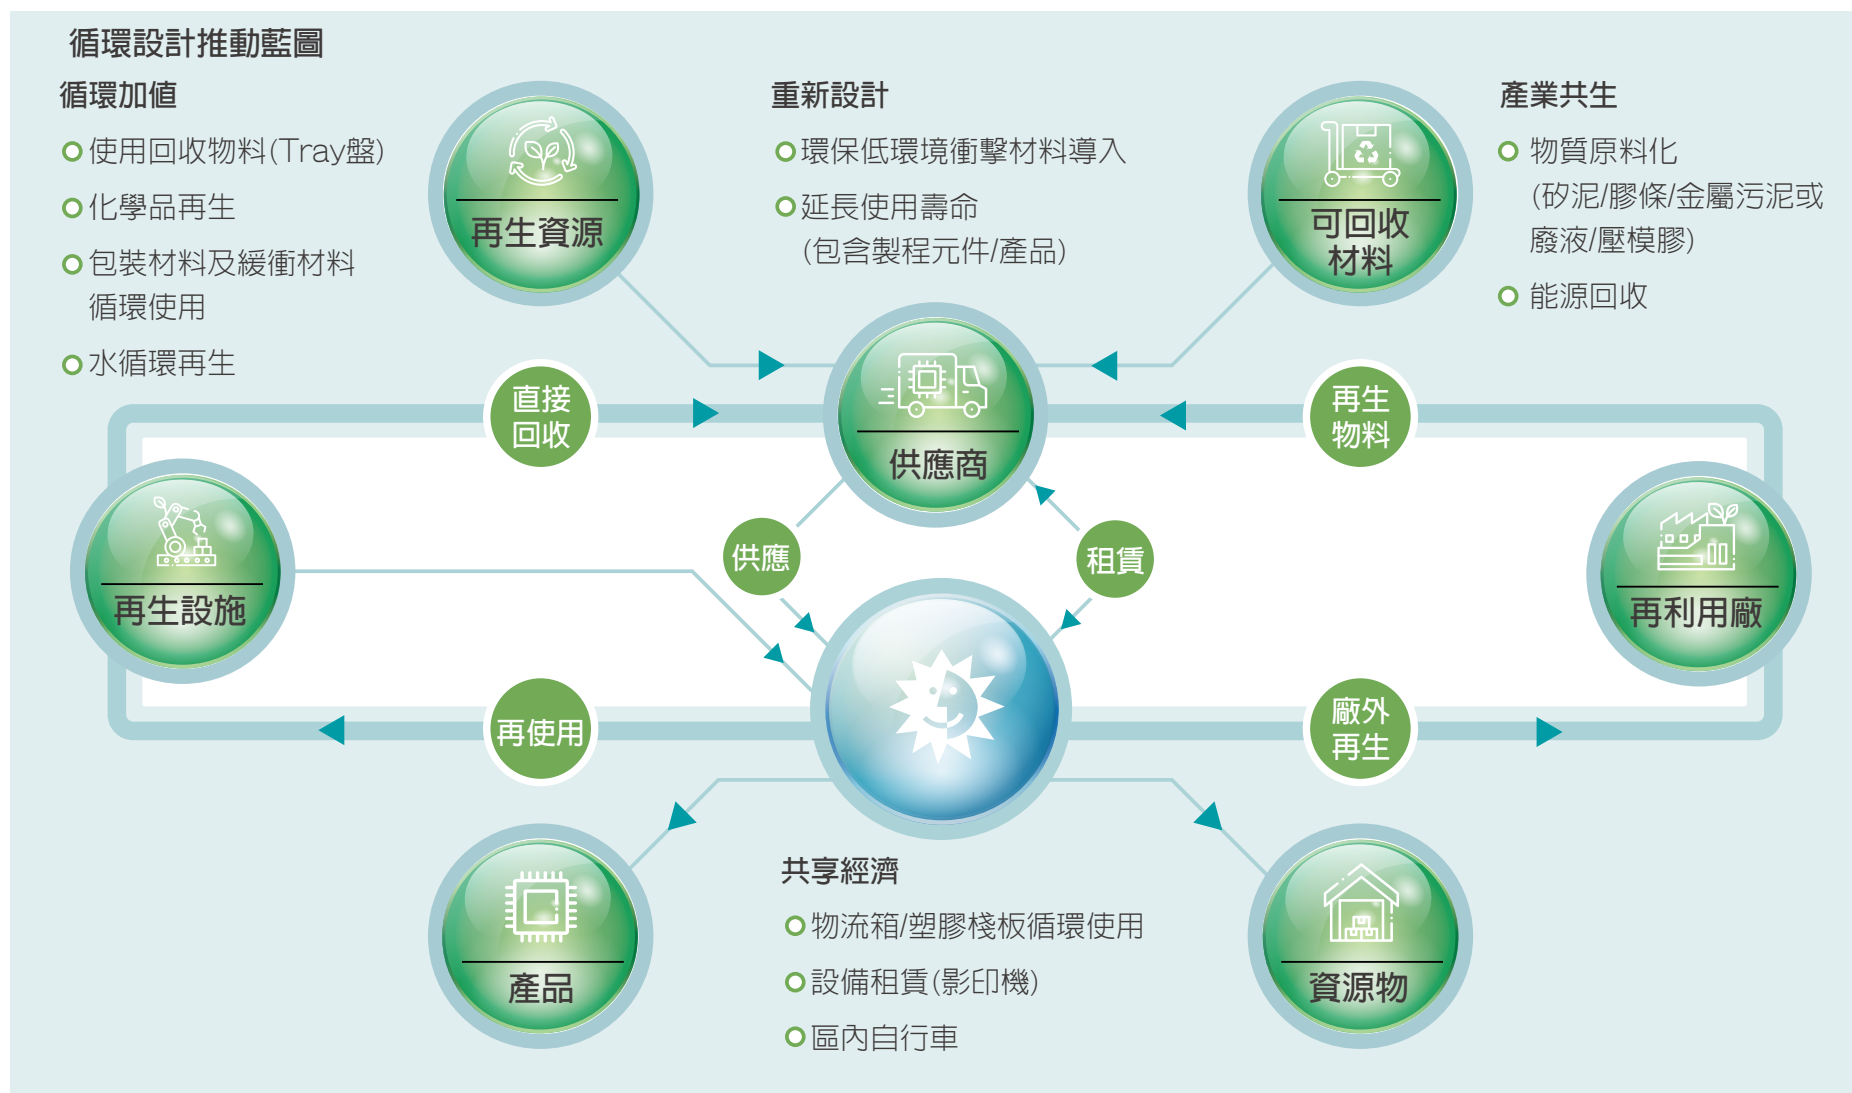 循環設計推動藍圖
循環加值
使用回收物料(Tray盤)
化學品再生
包裝材料及緩衝材料
循環使用
水循環再生
再生資源
重新設計
環保低環境衝擊材料導入
延長使用壽命
(包含製程元件/產品)
可回收
材料
產業共生
物質原料化
(矽泥/膠條/金屬污泥或
廢液/壓模膠)
能源回收
直接
回收
供應商
再生
物料
再生設施
供應
租賃
再利用廠
再使用
廠外
再生
產品
共享經濟
物流箱/塑膠棧板循環使用
設備租賃(影印機)
區內自行車
資源物